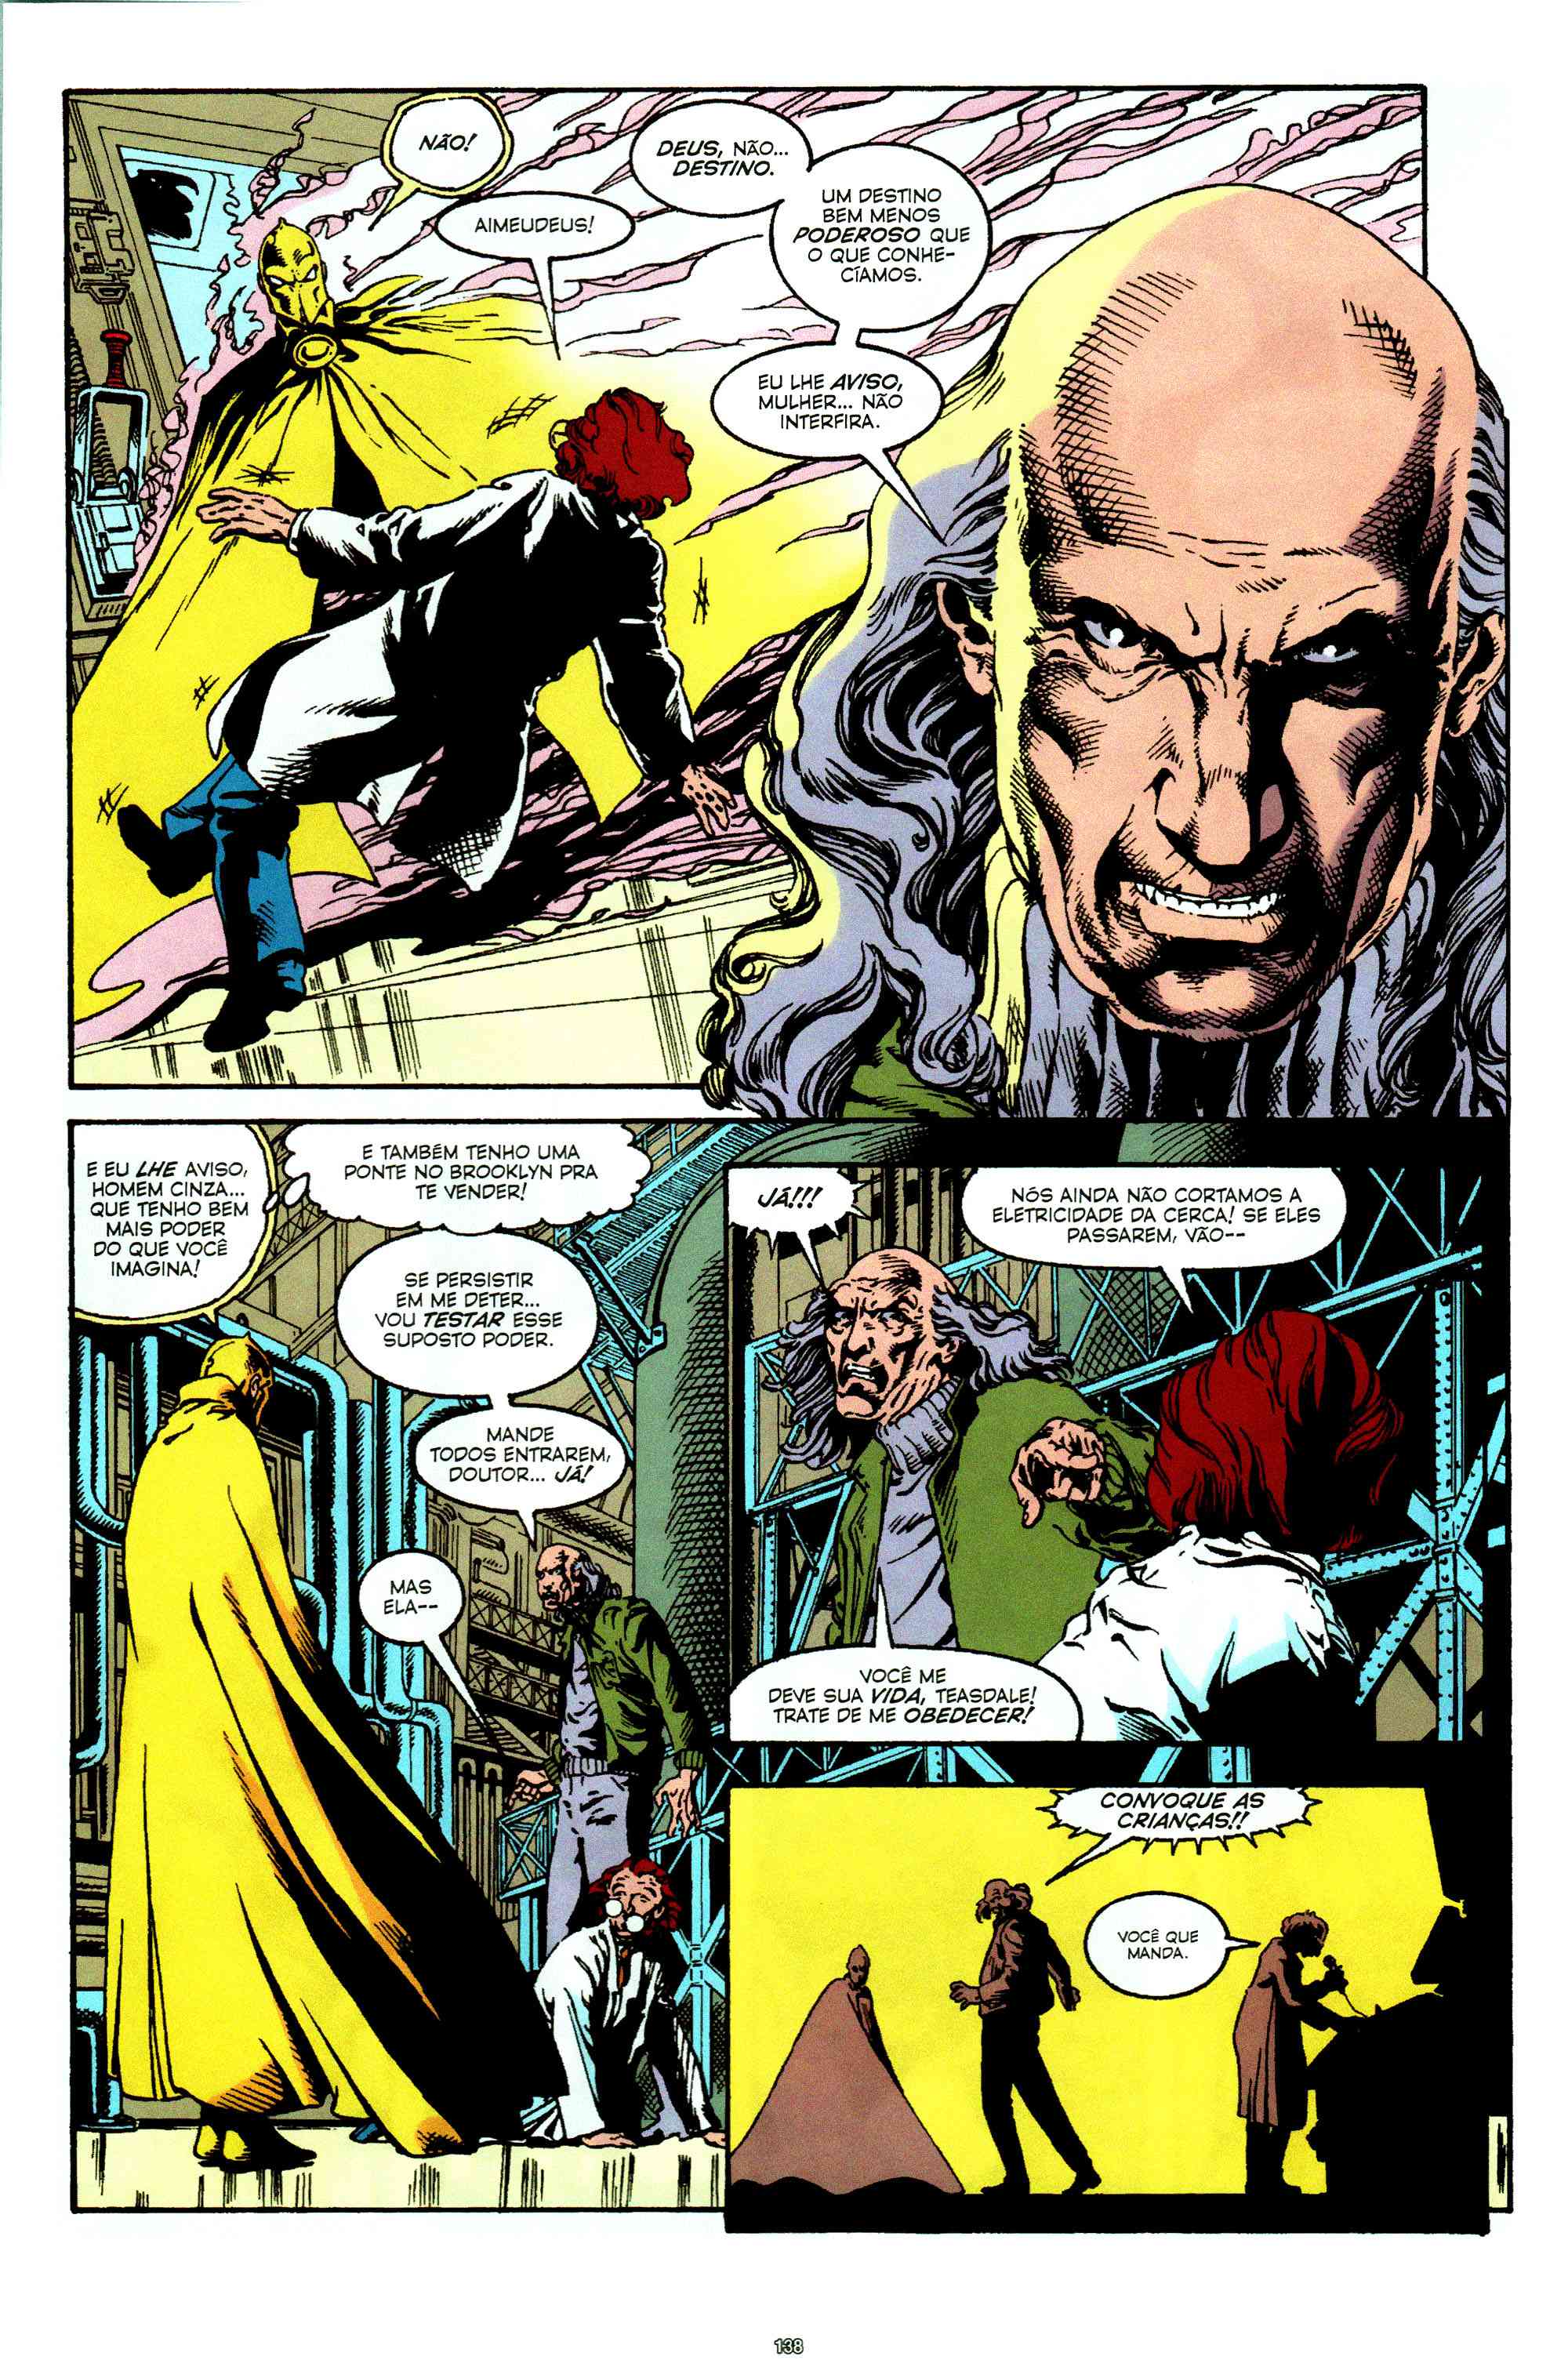 NÃO!
AIMEUDEUS!
DEUS, NÃO...
DESTINO.
UM DESTINO
BEM MENOS
PODEROSO QUE
O QUE CONHE-
CÍAMOS.
EU LHE AVISO,
MULHER... NÃO
INTERFIRA.
E EU LHE AVISO,
HOMEM CINZA...
QUE TENHO BEM
MAIS PODER
DO QUE VOCÊ
IMAGINA!
E TAMBÉM TENHO UMA
PONTE NO BROOKLYN PRA
TE VENDER!
SE PERSISTIR
EM ME DETER...
VOU TESTAR ESSE
SUPOSTO PODER.
MANDE
TODOS ENTRAREM,
DOUTOR... JÁ!
MAS
ELA--
JÁ!!!
NÓS AINDA NÃO CORTAMOS A
ELETRICIDADE DA CERCA! SE ELES
PASSAREM, VÃO--
VOCÊ ME
DEVE SUA VIDA, TEASDALE!
TRATE DE ME OBEDECER!
CONVOQUE AS
CRIANÇAS!!
VOCÊ QUE
MANDA.
138